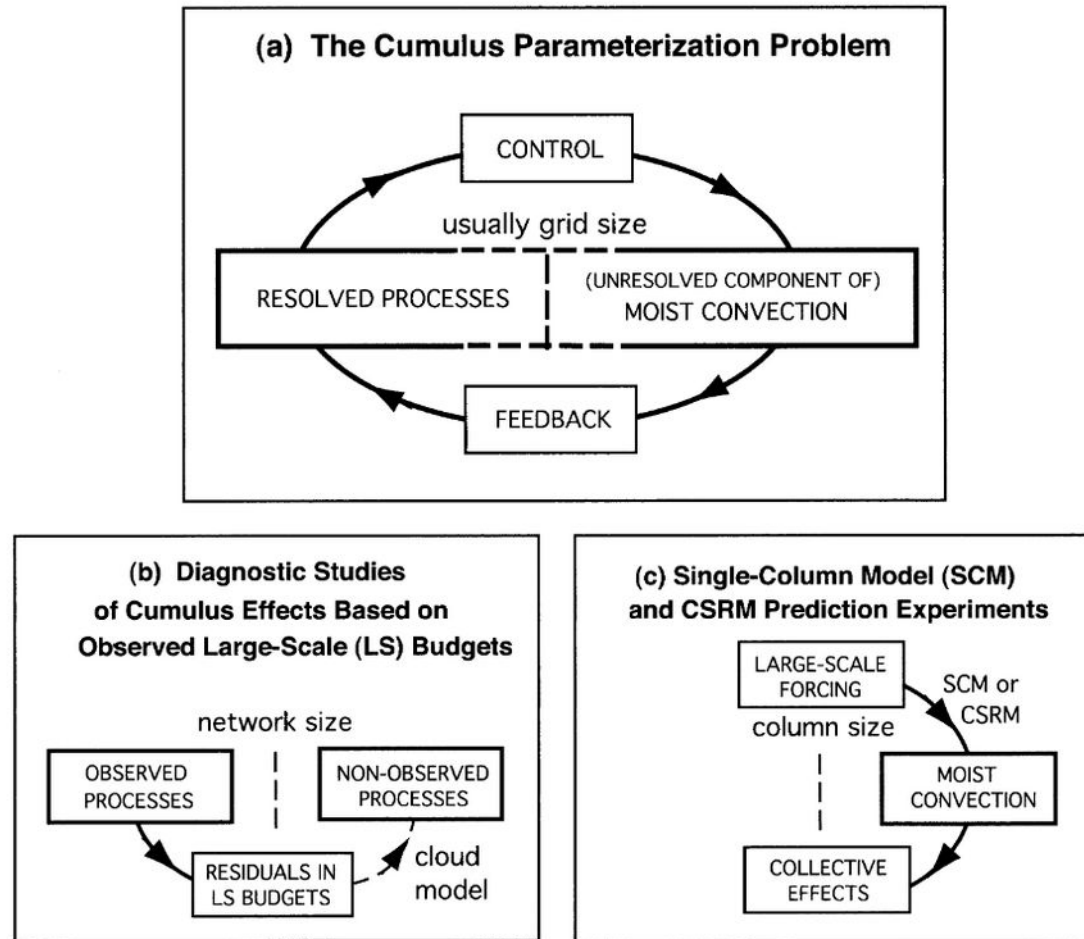 (a) The Cumulus Parameterization Problem
CONTROL
usually grid size
RESOLVED PROCESSES
(UNRESOLVED COMPONENT OF)
MOIST CONVECTION
FEEDBACK
(b) Diagnostic Studies
of Cumulus Effects Based on
Observed Large-Scale (LS) Budgets
network size
OBSERVED
PROCESSES
NON-OBSERVED
PROCESSES
RESIDUALS IN
LS BUDGETS
cloud
model
(c) Single-Column Model (SCM)
and CSRM Prediction Experiments
LARGE-SCALE
FORCING
SCM or
CSRM
column size
MOIST
CONVECTION
COLLECTIVE
EFFECTS